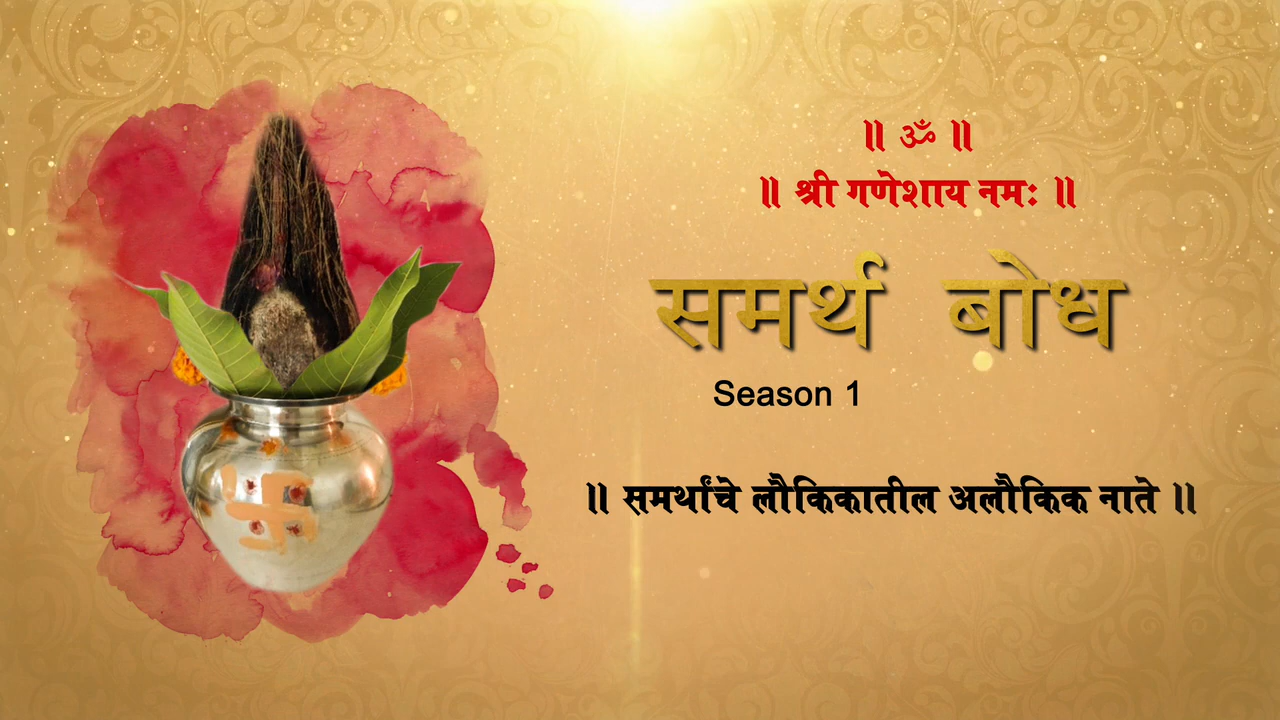 ॥ ॐ ॥
॥ श्री गणेशाय नमः ॥
समर्थ बोध
Season 1
॥ समर्थांचे लौकिकातील अलौकिक नाते ॥